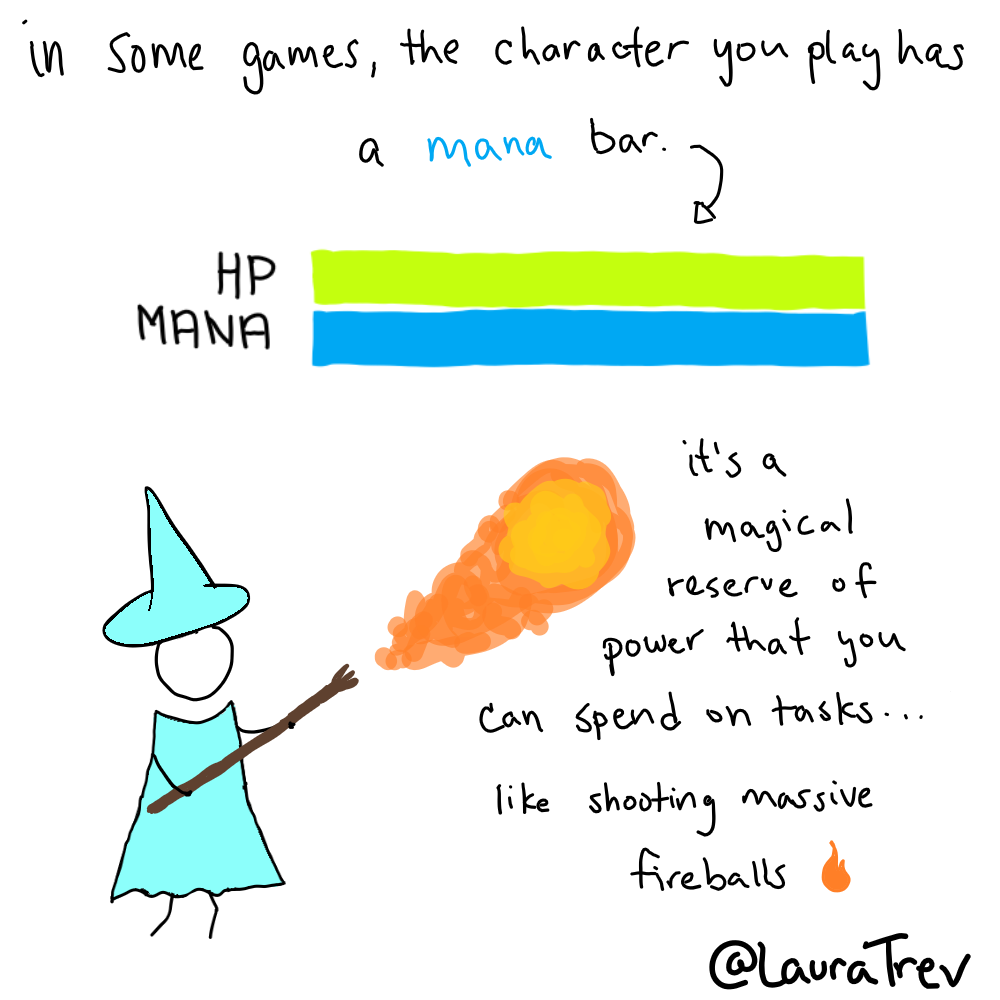 in some games, the character you play has
a mana bar.
HP
MANA
it's a
magical
reserve of
power that you
can spend on tasks...
like shooting massive
fireballs
@LauraTrev